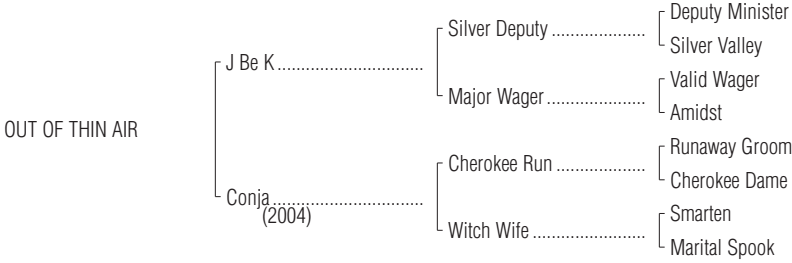 Deputy Minister
Silver Deputy ....................
Silver Valley
J Be K ...............................
Valid Wager
Major Wager .....................
Amidst
OUT OF THIN AIR
Runaway Groom
Cherokee Run ...................
Cherokee Dame
Conja ................................
(2004)
Smarten
Witch Wife ........................
Marital Spook